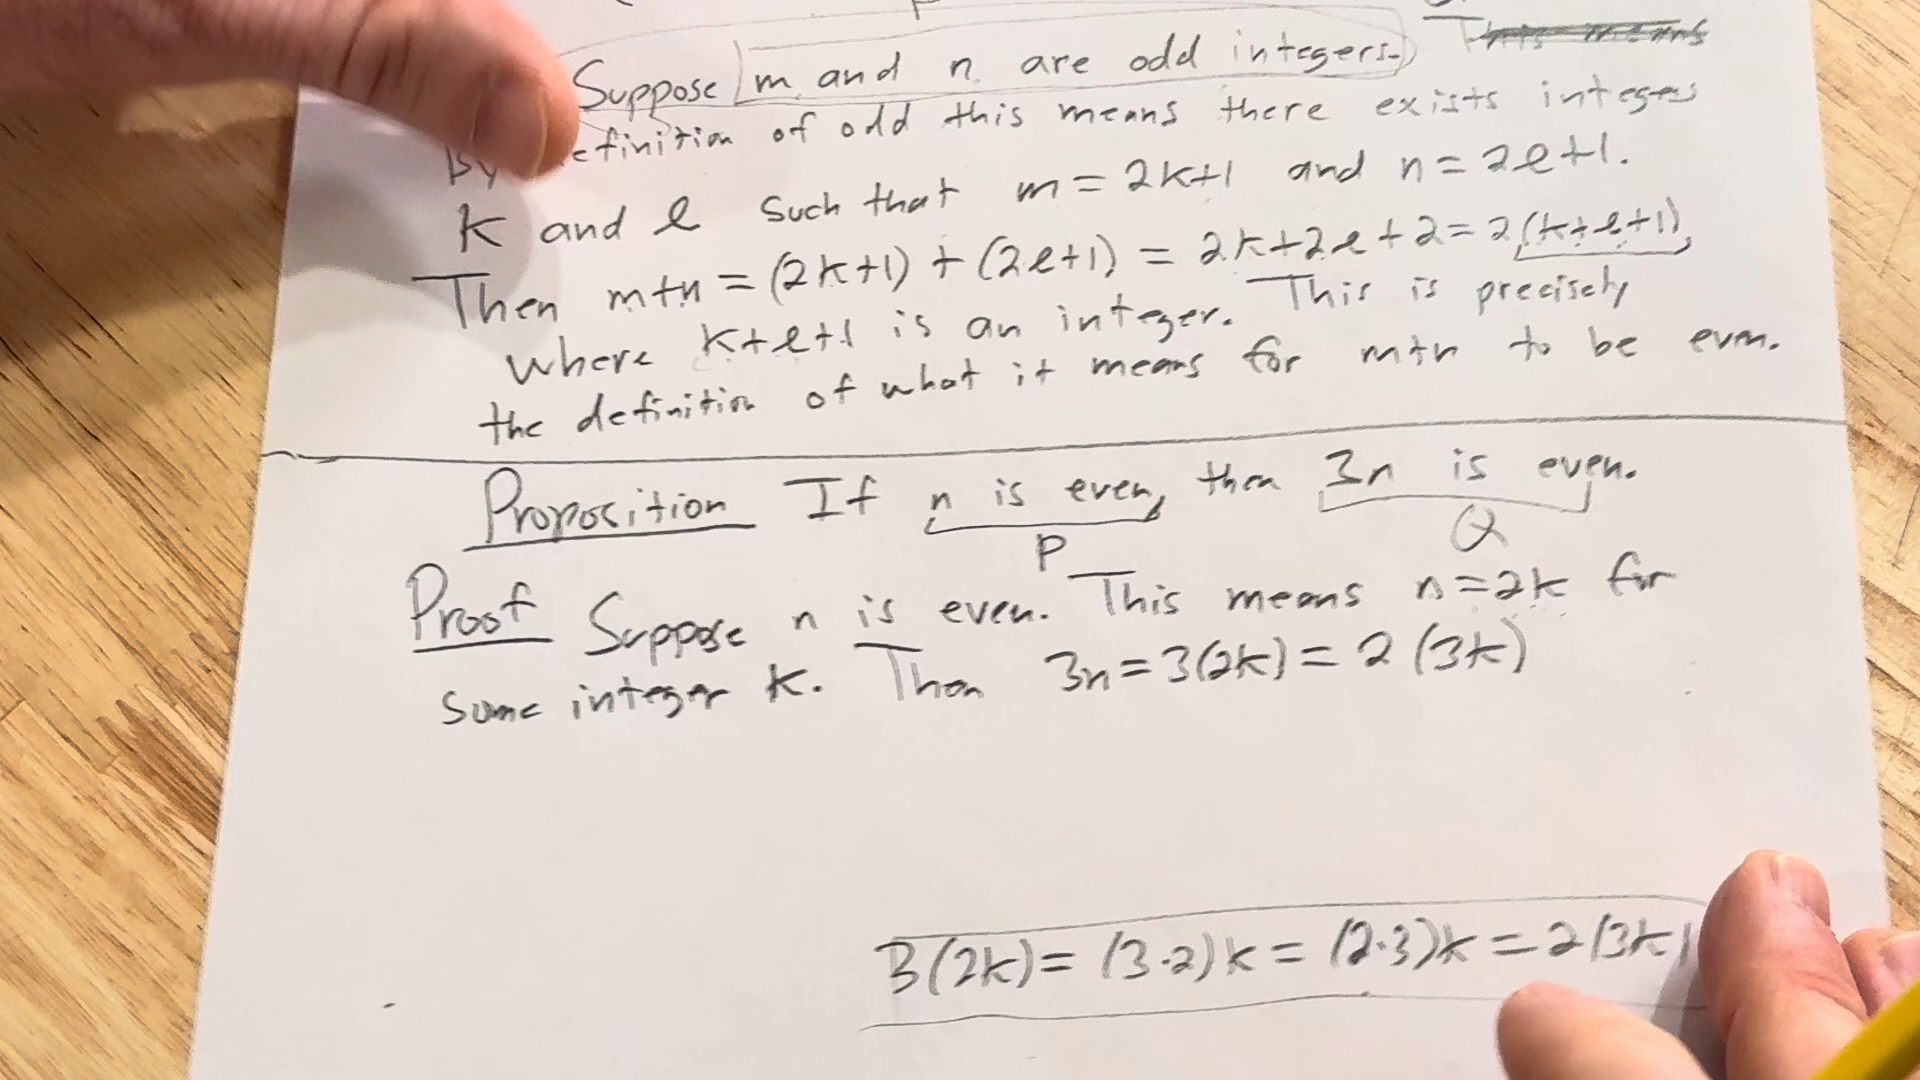 Suppose m and n are odd integers. This means
By efinition of odd this means there exists integers
k and l such that m = 2k+1 and n = 2l+1.
Then m+n = (2k+1) + (2l+1) = 2k+2l+2 = 2(k+l+1)
where k+l+1 is an integer. This is precisely
the definition of what it means for m+n to be even.
Proposition If n is even, then 3n is even.
P Q
Proof Suppose n is even. This means n=2k for
some integer k. Then 3n = 3(2k) = 2(3k)
3(2k) = (3·2)k = (2·3)k = 2(3k)